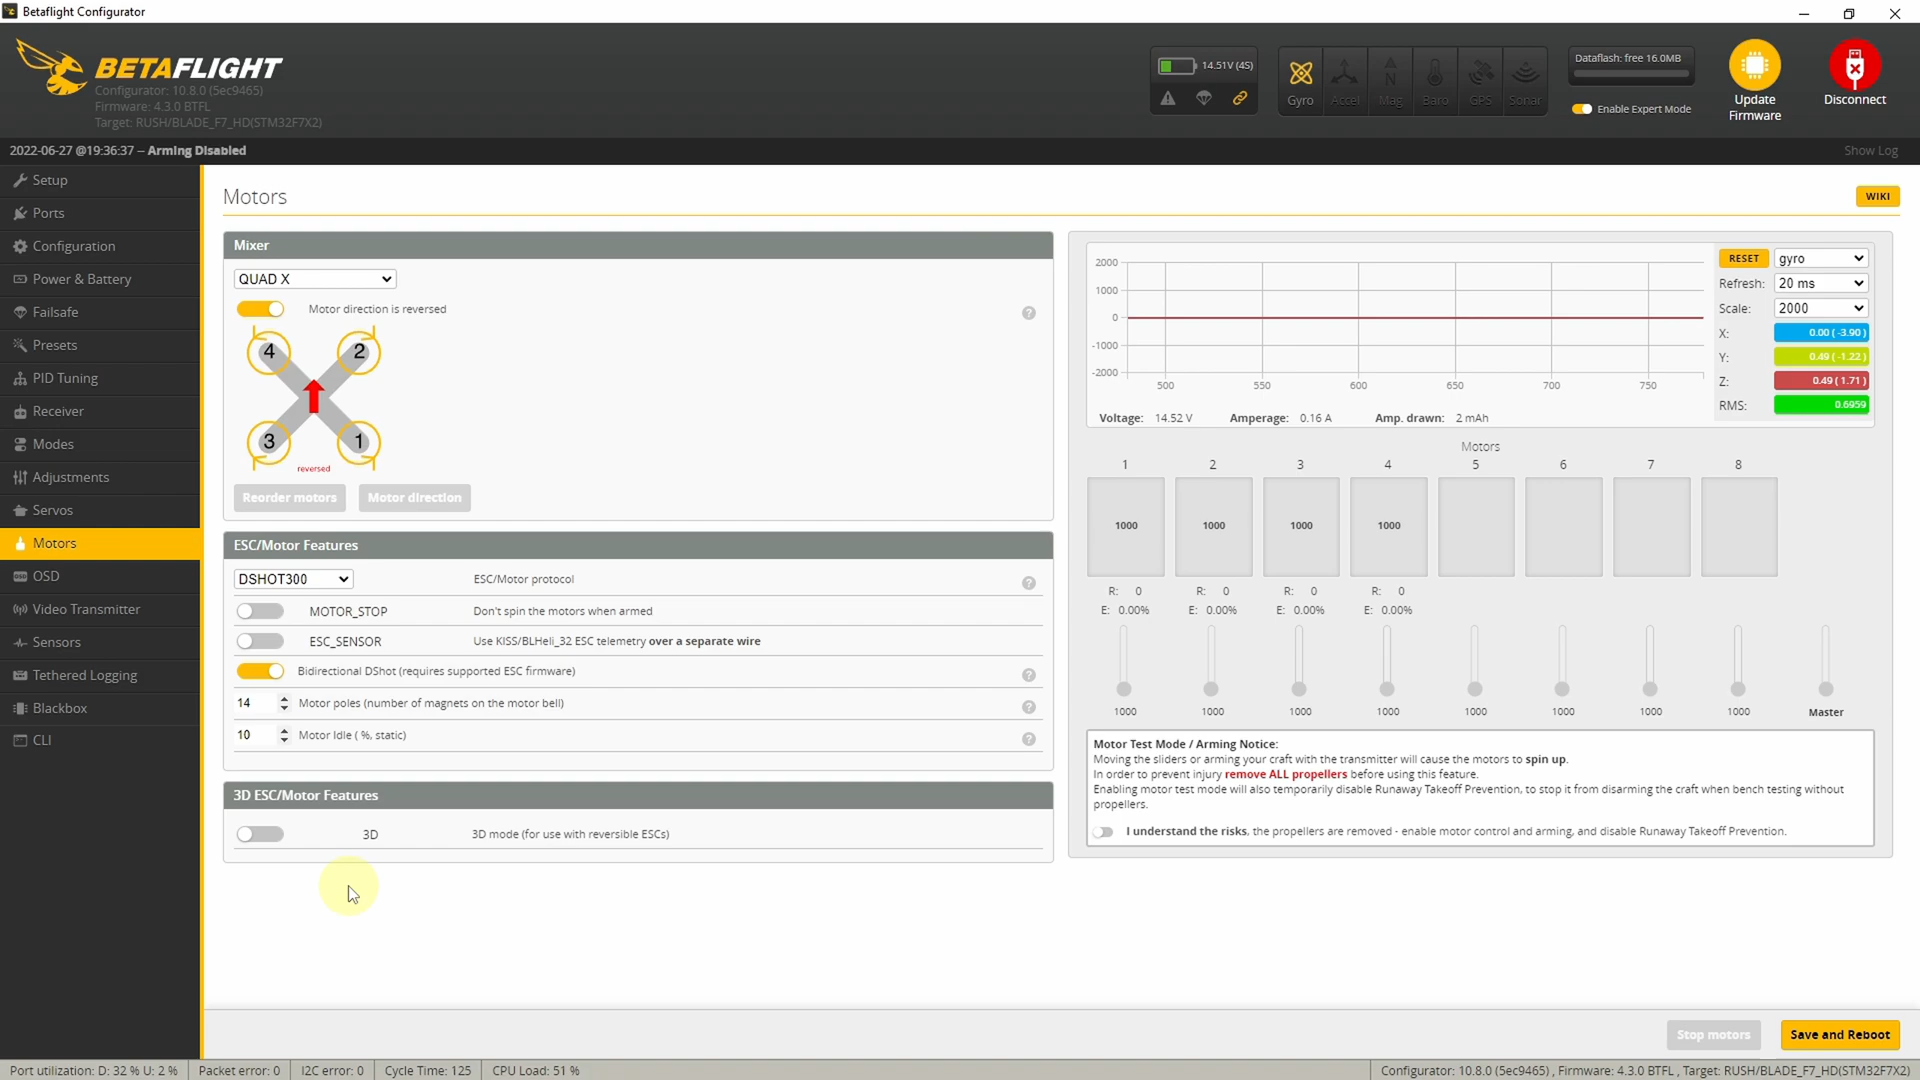 Betaflight Configurator
BETAFLIGHT
Configurator: 10.8.0 (5ec9465)
Firmware: 4.3.0 BTFL
Target: RUSH/BLADE_F7_HD(STM32F7X2)
14.51V (4S)
Gyro Accel Mag Baro GPS Sonar
Dataflash: free 16.0MB
Enable Expert Mode
Update
Firmware
Disconnect
2022-06-27 @19:36:37 -- Arming Disabled
Show Log
Setup
Ports
Configuration
Power & Battery
Failsafe
Presets
PID Tuning
Receiver
Modes
Adjustments
Servos
Motors
OSD
Video Transmitter
Sensors
Tethered Logging
Blackbox
CLI
Motors
WIKI
Mixer
QUAD X
Motor direction is reversed
?
4 2
3 1
reversed
Reorder motors Motor direction
ESC/Motor Features
DSHOT300 ESC/Motor protocol ?
MOTOR_STOP Don't spin the motors when armed
ESC_SENSOR Use KISS/BLHeli_32 ESC telemetry over a separate wire
Bidirectional DShot (requires supported ESC firmware) ?
14 Motor poles (number of magnets on the motor bell) ?
10 Motor Idle ( %, static) ?
3D ESC/Motor Features
3D 3D mode (for use with reversible ESCs)
2000
1000
0
-1000
-2000
500 550 600 650 700 750
RESET gyro
Refresh: 20 ms
Scale: 2000
X: 0.00 ( -3.90 )
Y: 0.49 ( -1.22 )
Z: 0.49 ( 1.71 )
RMS: 0.6959
Voltage: 14.52 V Amperage: 0.16 A Amp. drawn: 2 mAh
Motors
1 2 3 4 5 6 7 8
1000 1000 1000 1000
R: 0 R: 0 R: 0 R: 0
E: 0.00% E: 0.00% E: 0.00% E: 0.00%
1000 1000 1000 1000 1000 1000 1000 1000 Master
Motor Test Mode / Arming Notice:
Moving the sliders or arming your craft with the transmitter will cause the motors to spin up.
In order to prevent injury remove ALL propellers before using this feature.
Enabling motor test mode will also temporarily disable Runaway Takeoff Prevention, to stop it from disarming the craft when bench testing without
propellers.
I understand the risks, the propellers are removed - enable motor control and arming, and disable Runaway Takeoff Prevention.
Stop motors Save and Reboot
Port utilization: D: 32 % U: 2 % Packet error: 0 I2C error: 0 Cycle Time: 125 CPU Load: 51 %
Configurator: 10.8.0 (5ec9465) , Firmware: 4.3.0 BTFL , Target: RUSH/BLADE_F7_HD(STM32F7X2)